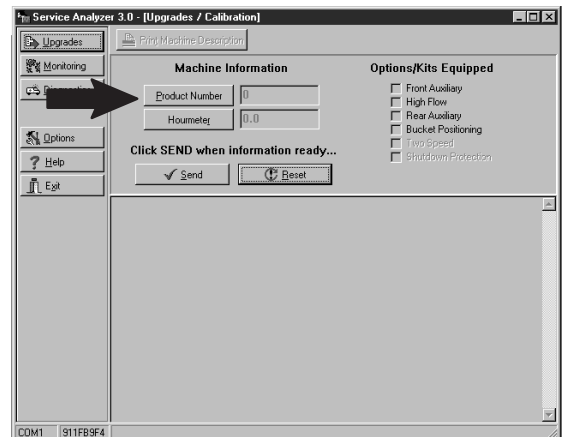 Service Analyzer 3.0 - [Upgrades / Calibration]
Upgrades
Print Machine Description
Monitoring
Machine Information
Options/Kits Equipped
Product Number
0
Hourmeter
0.0
Front Auxiliary
High Flow
Rear Auxiliary
Bucket Positioning
Two Speed
Shutdown Protection
Options
Help
Exit
Click SEND when information ready...
Send
Reset
COM1
911FB9F4